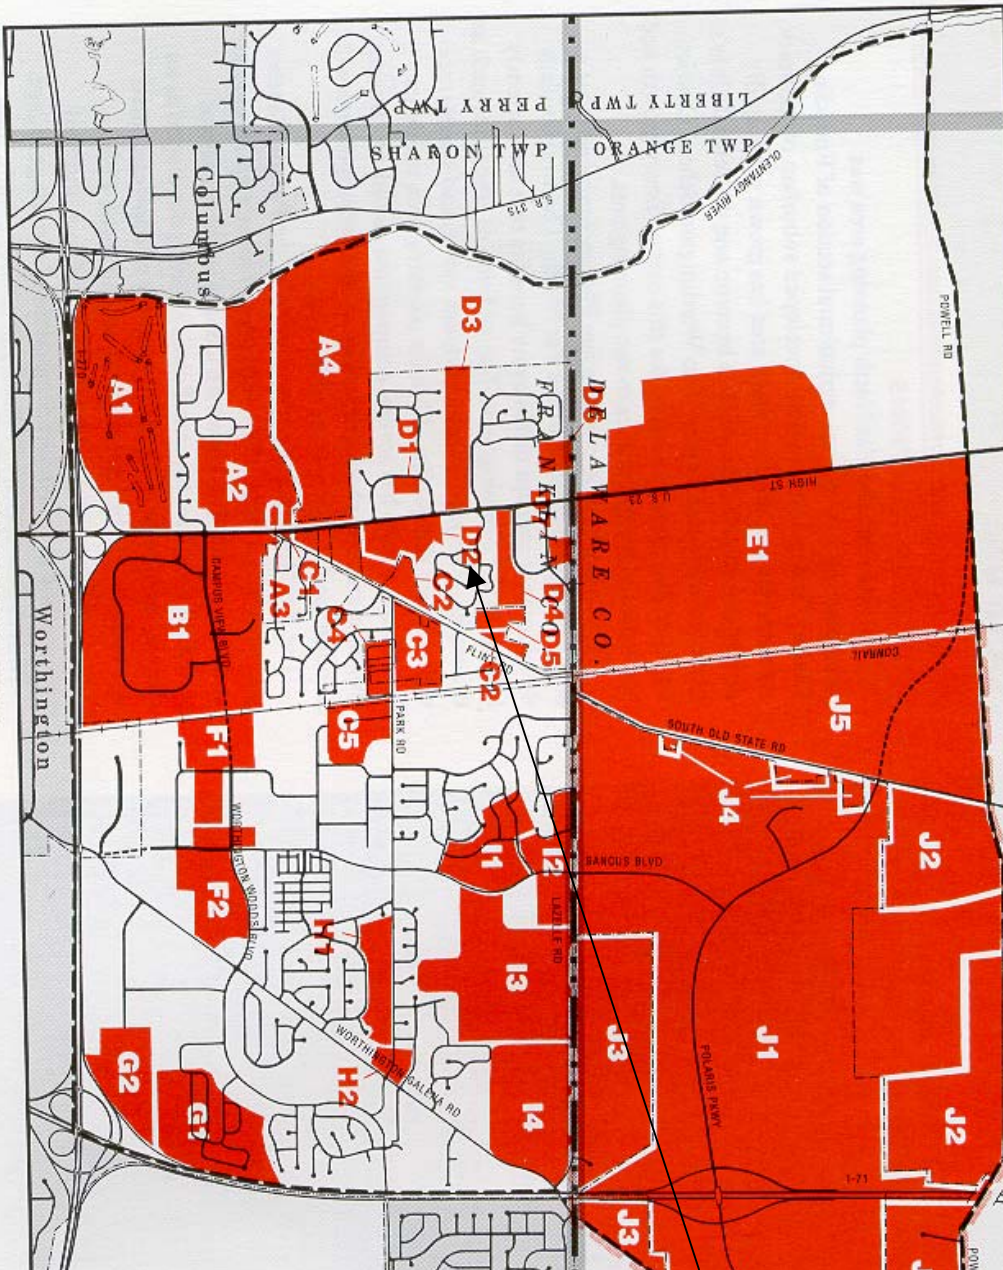 PERRY TWP
LIBERTY TWP
SHARON TWP
ORANGE TWP
OLENTANGY RIVER
S.R. 315
Columbus
POWELL RD
D3
A4
I-270
A1
D1
D6
FRANKLIN CO.
DELAWARE CO.
A2
HIGH ST
U.S. 23
E1
D2
C1
C2
A3
D4
CAMPUS VIEW BLVD
B1
C4
C3
D5
FLINT RD
C2
CONRAIL
Worthington
PARK RD
J5
C5
F1
SOUTH OLD STATE RD
J4
WORTHINGTON WOODS BLVD
I1
I2
J2
SANCUS BLVD
F2
LAZELLE RD
H1
I3
J3
J1
WORTHINGTON GALENA RD
POLARIS PKWY
G2
H2
G1
I4
J2
I-71
J3